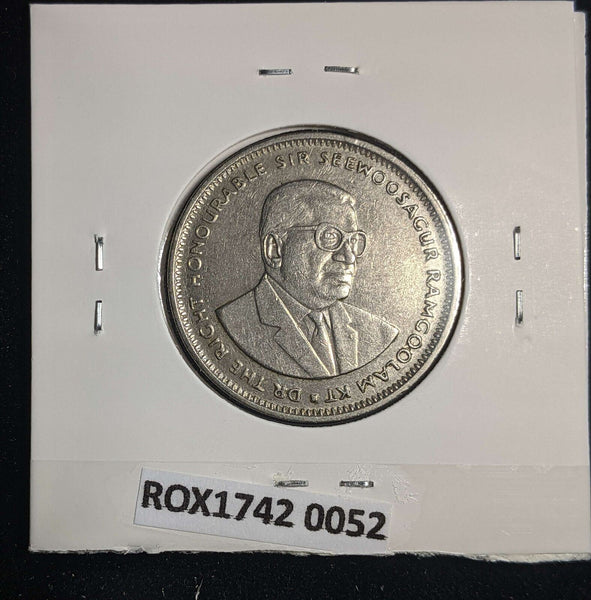 DR THE RIGHT HONOURABLE SIR SEEWOOSAGUR RAMGOOLAM KT
ROX1742 0052